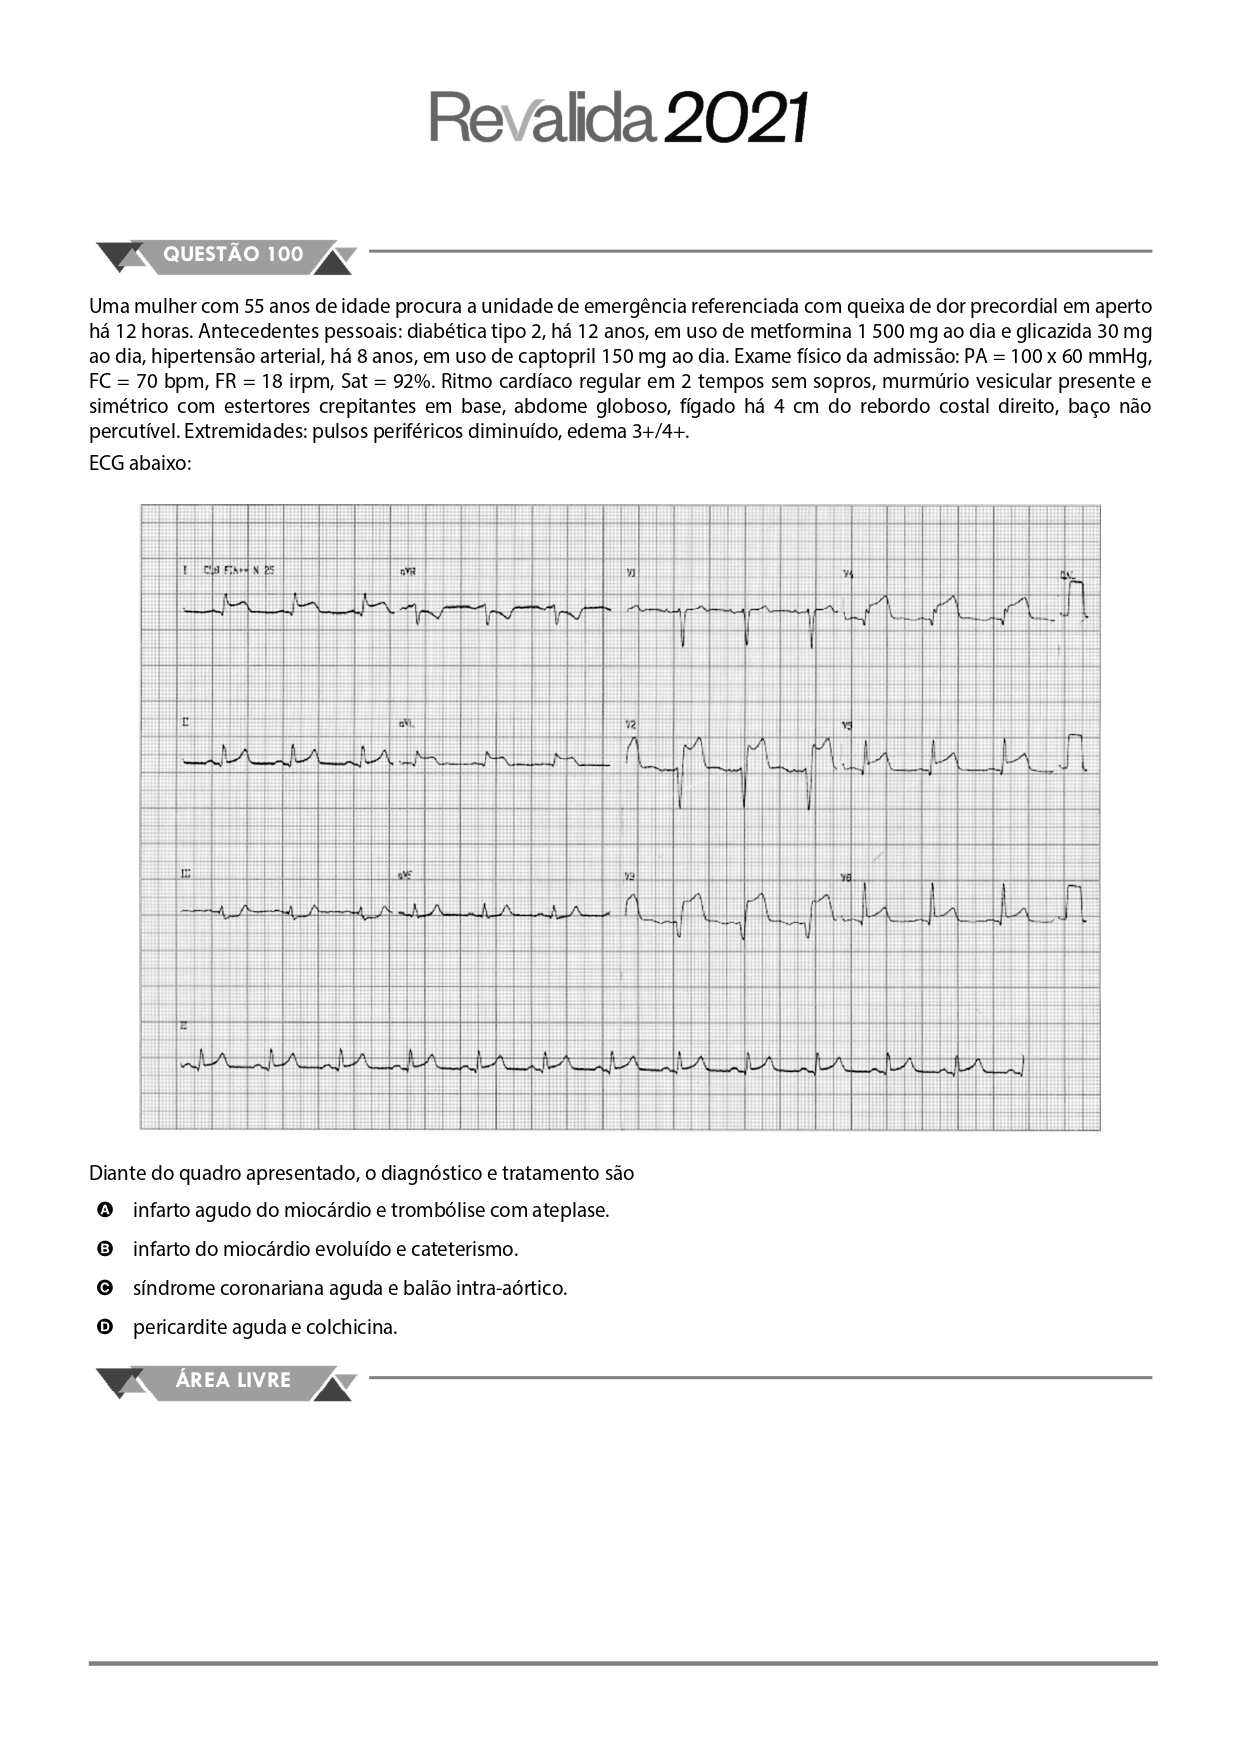 Revalida 2021
QUESTÃO 100
Uma mulher com 55 anos de idade procura a unidade de emergência referenciada com queixa de dor precordial em aperto
há 12 horas. Antecedentes pessoais: diabética tipo 2, há 12 anos, em uso de metformina 1 500 mg ao dia e glicazida 30 mg
ao dia, hipertensão arterial, há 8 anos, em uso de captopril 150 mg ao dia. Exame físico da admissão: PA = 100 x 60 mmHg,
FC = 70 bpm, FR = 18 irpm, Sat = 92%. Ritmo cardíaco regular em 2 tempos sem sopros, murmúrio vesicular presente e
simétrico com estertores crepitantes em base, abdome globoso, fígado há 4 cm do rebordo costal direito, baço não
percutível. Extremidades: pulsos periféricos diminuído, edema 3+/4+.
ECG abaixo:
I N 25 aVR V1 V4
II aVL V2 V5
III aVF V3 V6
II
Diante do quadro apresentado, o diagnóstico e tratamento são
A infarto agudo do miocárdio e trombólise com ateplase.
B infarto do miocárdio evoluído e cateterismo.
C síndrome coronariana aguda e balão intra-aórtico.
D pericardite aguda e colchicina.
ÁREA LIVRE